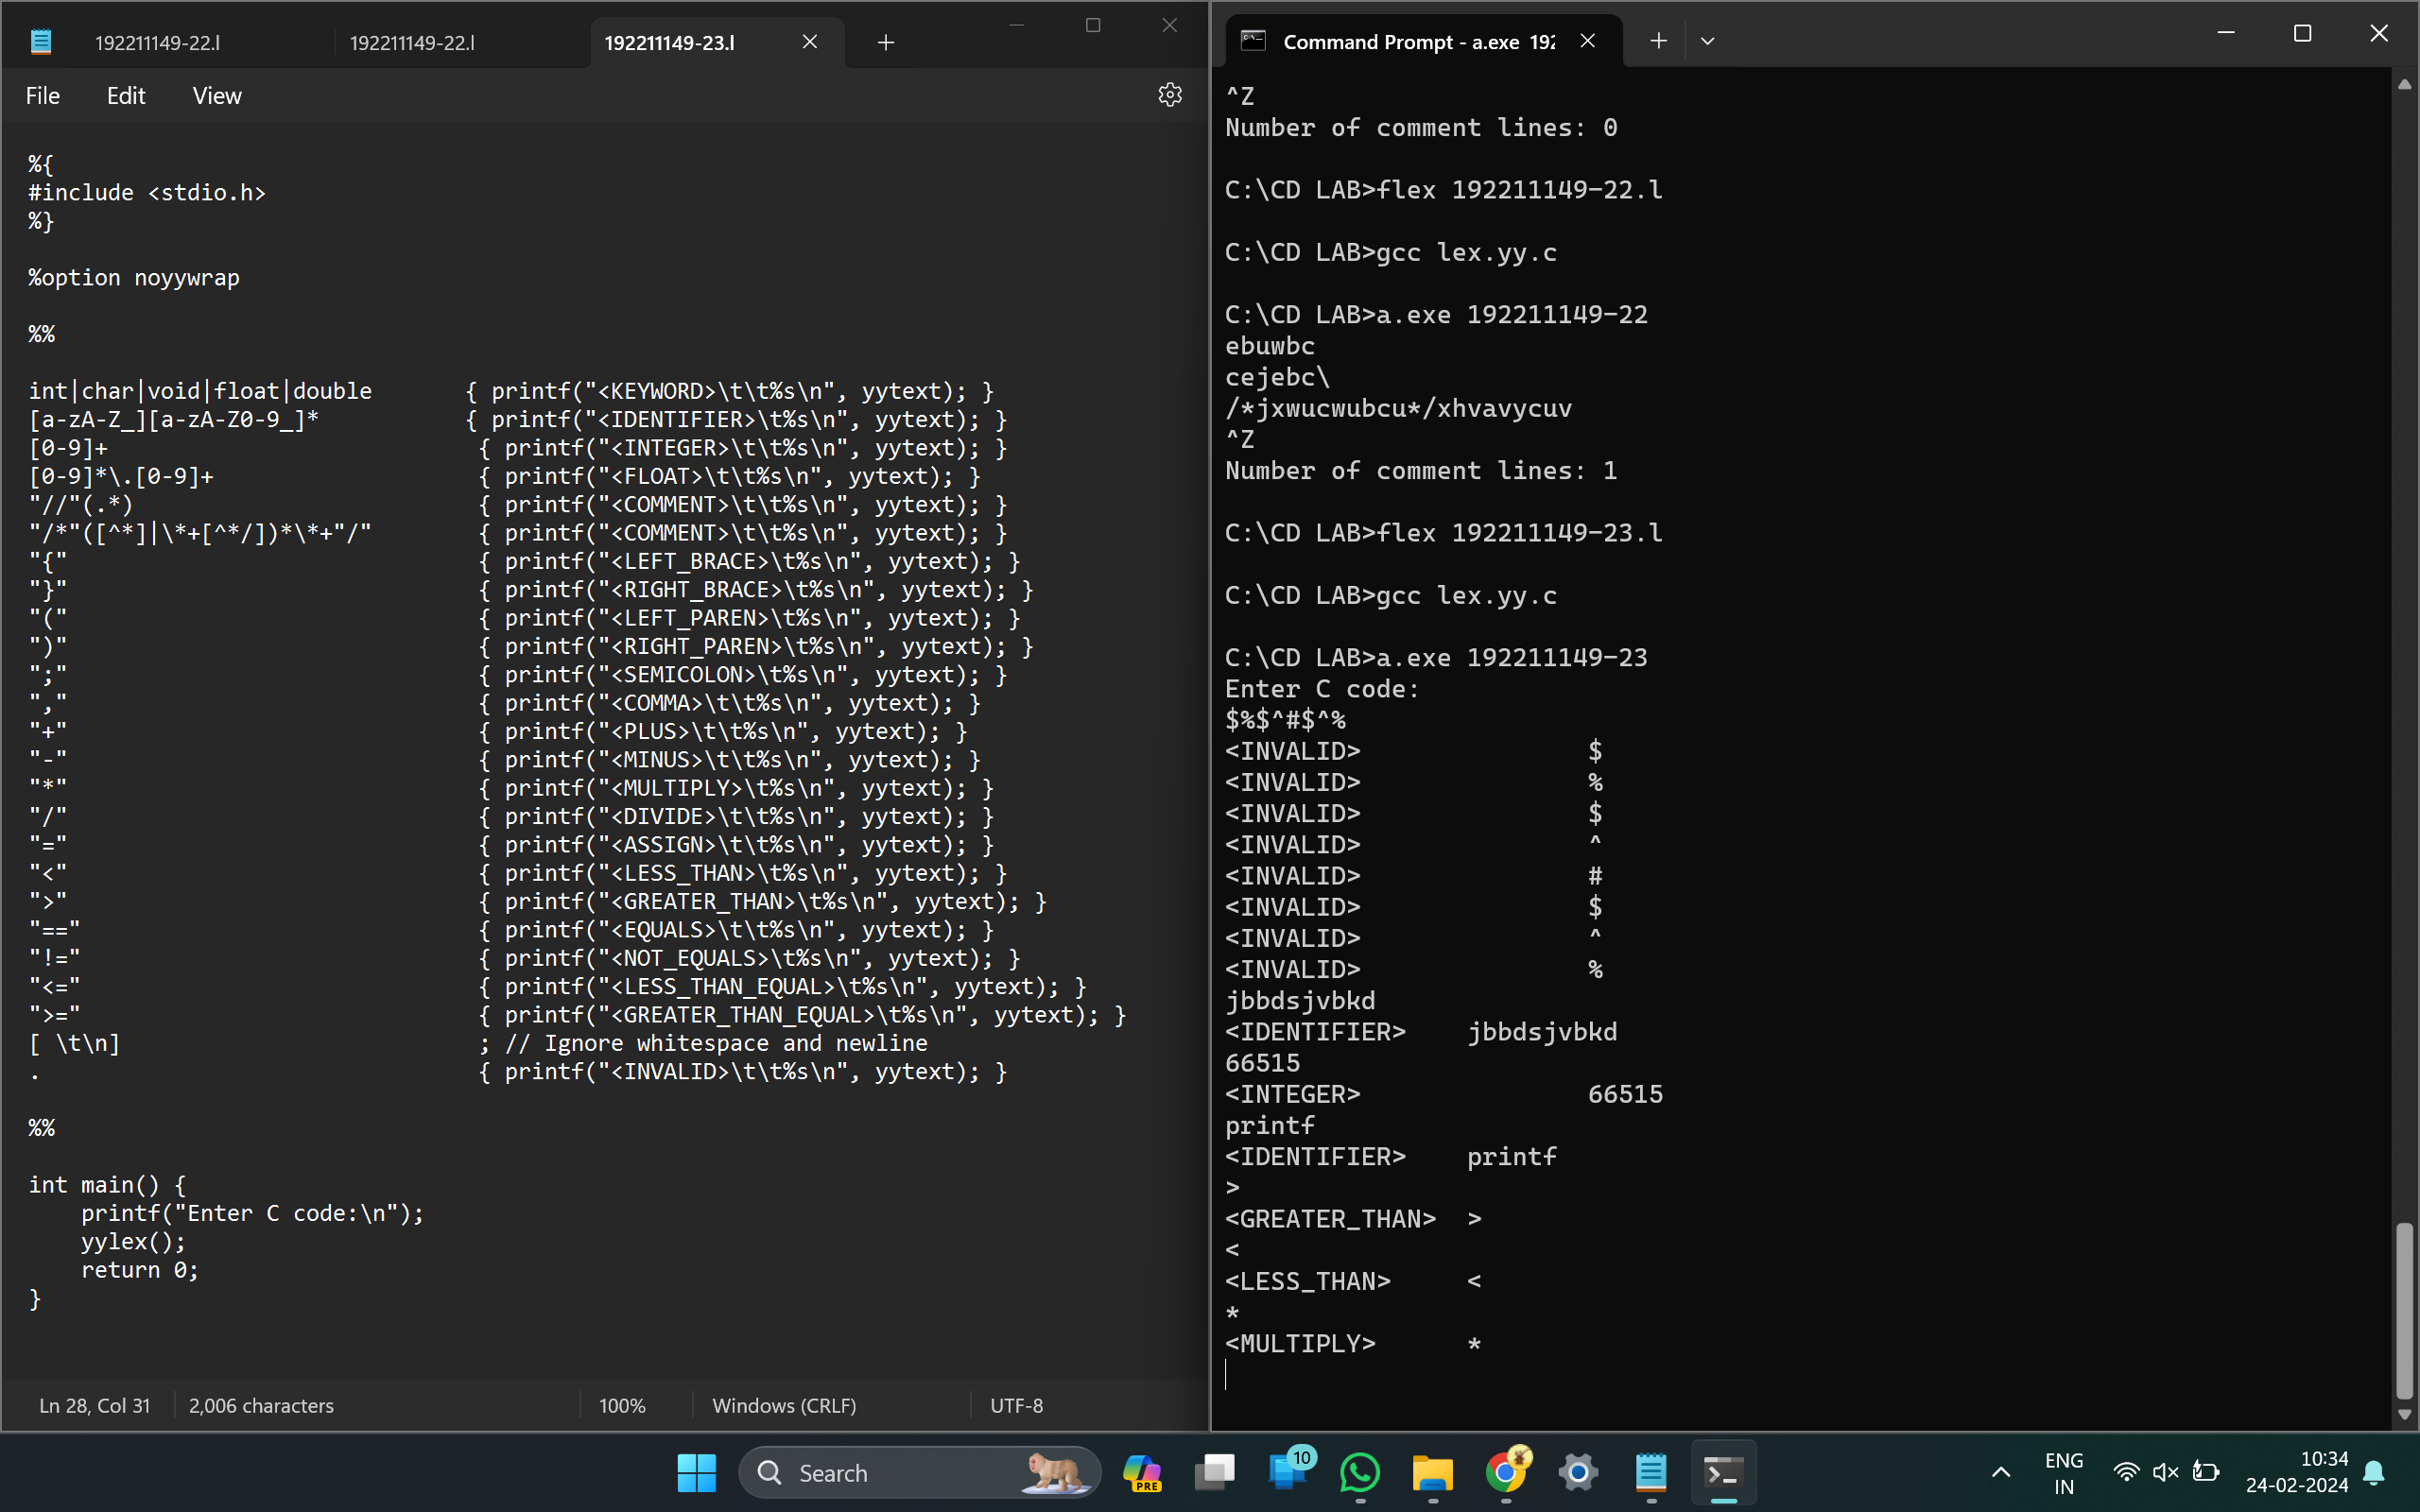 192211149-22.l
192211149-22.l
192211149-23.l
File
Edit
View
%{
#include <stdio.h>
%}
%option noyywrap
%%
int|char|void|float|double { printf("<KEYWORD>\t\t%s\n", yytext); }
[a-zA-Z_][a-zA-Z0-9_]* { printf("<IDENTIFIER>\t%s\n", yytext); }
[0-9]+ { printf("<INTEGER>\t\t%s\n", yytext); }
[0-9]*\.[0-9]+ { printf("<FLOAT>\t\t%s\n", yytext); }
"//"(.*) { printf("<COMMENT>\t\t%s\n", yytext); }
"/*"([^*]|\*+[^*/])*\*+"/" { printf("<COMMENT>\t\t%s\n", yytext); }
"{" { printf("<LEFT_BRACE>\t%s\n", yytext); }
"}" { printf("<RIGHT_BRACE>\t%s\n", yytext); }
"(" { printf("<LEFT_PAREN>\t%s\n", yytext); }
")" { printf("<RIGHT_PAREN>\t%s\n", yytext); }
";" { printf("<SEMICOLON>\t%s\n", yytext); }
"," { printf("<COMMA>\t\t%s\n", yytext); }
"+" { printf("<PLUS>\t\t%s\n", yytext); }
"-" { printf("<MINUS>\t\t%s\n", yytext); }
"*" { printf("<MULTIPLY>\t%s\n", yytext); }
"/" { printf("<DIVIDE>\t\t%s\n", yytext); }
"=" { printf("<ASSIGN>\t\t%s\n", yytext); }
"<" { printf("<LESS_THAN>\t%s\n", yytext); }
">" { printf("<GREATER_THAN>\t%s\n", yytext); }
"==" { printf("<EQUALS>\t\t%s\n", yytext); }
"!=" { printf("<NOT_EQUALS>\t%s\n", yytext); }
"<=" { printf("<LESS_THAN_EQUAL>\t%s\n", yytext); }
">=" { printf("<GREATER_THAN_EQUAL>\t%s\n", yytext); }
[ \t\n] ; // Ignore whitespace and newline
. { printf("<INVALID>\t\t%s\n", yytext); }
%%
int main() {
    printf("Enter C code:\n");
    yylex();
    return 0;
}
Ln 28, Col 31
2,006 characters
100%
Windows (CRLF)
UTF-8
Command Prompt - a.exe 192
^Z
Number of comment lines: 0
C:\CD LAB>flex 192211149-22.l
C:\CD LAB>gcc lex.yy.c
C:\CD LAB>a.exe 192211149-22
ebuwbc
cejebc\
/*jxwucwubcu*/xhvavycuv
^Z
Number of comment lines: 1
C:\CD LAB>flex 192211149-23.l
C:\CD LAB>gcc lex.yy.c
C:\CD LAB>a.exe 192211149-23
Enter C code:
$%$^#$^%
<INVALID> $
<INVALID> %
<INVALID> $
<INVALID> ^
<INVALID> #
<INVALID> $
<INVALID> ^
<INVALID> %
jbbdsjvbkd
<IDENTIFIER> jbbdsjvbkd
66515
<INTEGER> 66515
printf
<IDENTIFIER> printf
>
<GREATER_THAN> >
<
<LESS_THAN> <
*
<MULTIPLY> *
Search
PRE
10
ENG
IN
10:34
24-02-2024